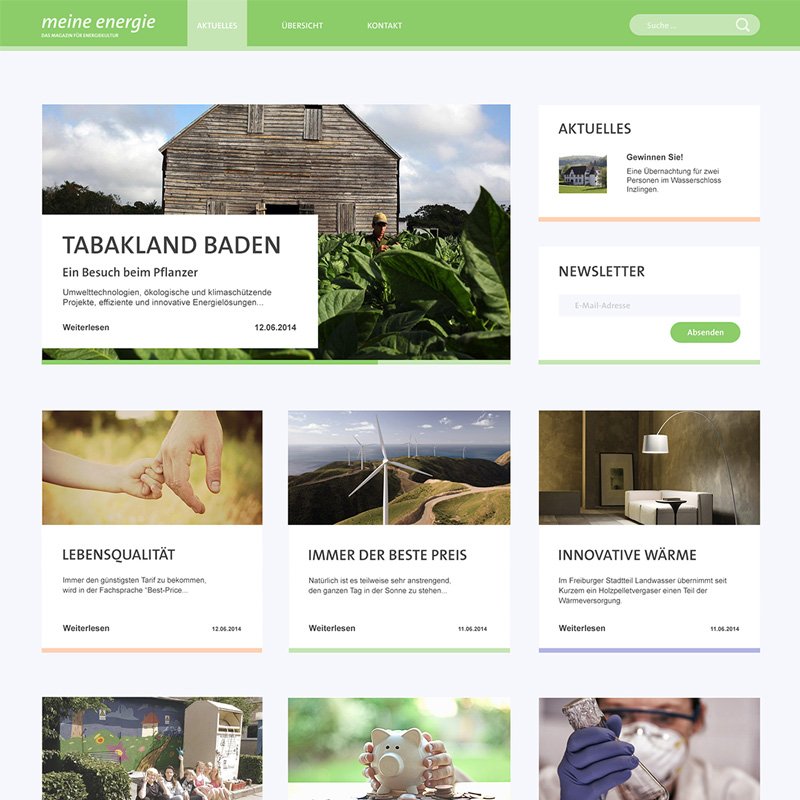 meine energie
DAS MAGAZIN FÜR ENERGIEKULTUR
AKTUELLES
ÜBERSICHT
KONTAKT
Suche ...
TABAKLAND BADEN
Ein Besuch beim Pflanzer
Umwelttechnologien, ökologische und klimaschützende
Projekte, effiziente und innovative Energielösungen...
Weiterlesen
12.06.2014
AKTUELLES
Gewinnen Sie!
Eine Übernachtung für zwei
Personen im Wasserschloss
Inzlingen.
NEWSLETTER
E-Mail-Adresse
Absenden
LEBENSQUALITÄT
Immer den günstigsten Tarif zu bekommen,
wird in der Fachsprache "Best-Price...
Weiterlesen
12.06.2014
IMMER DER BESTE PREIS
Natürlich ist es teilweise sehr anstrengend,
den ganzen Tag in der Sonne zu stehen...
Weiterlesen
11.06.2014
INNOVATIVE WÄRME
Im Freiburger Stadtteil Landwasser übernimmt seit
Kurzem ein Holzpelletvergaser einen Teil der
Wärmeversorgung.
Weiterlesen
11.06.2014